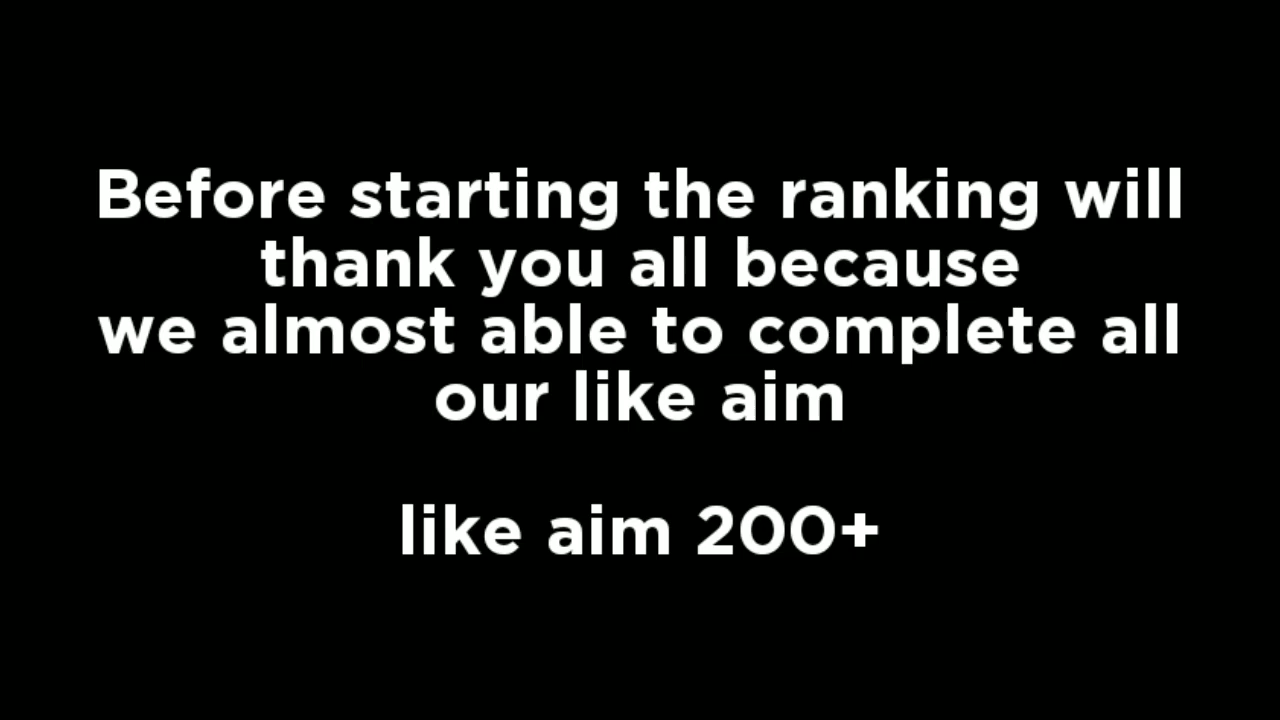 Before starting the ranking will
thank you all because
we almost able to complete all
our like aim
like aim 200+